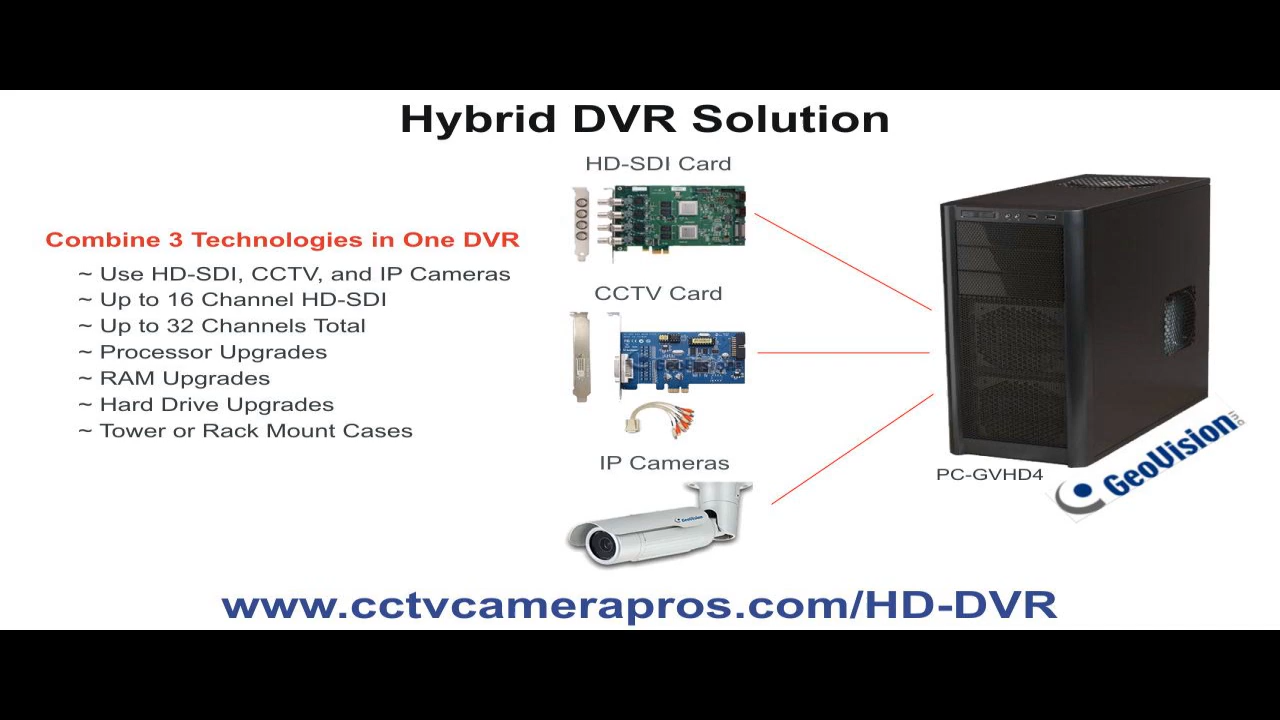 Hybrid DVR Solution
HD-SDI Card
Combine 3 Technologies in One DVR
~ Use HD-SDI, CCTV, and IP Cameras
~ Up to 16 Channel HD-SDI
~ Up to 32 Channels Total
~ Processor Upgrades
~ RAM Upgrades
~ Hard Drive Upgrades
~ Tower or Rack Mount Cases
CCTV Card
IP Cameras
GeoVision
PC-GVHD4
GeoVision inc
www.cctvcamerapros.com/HD-DVR